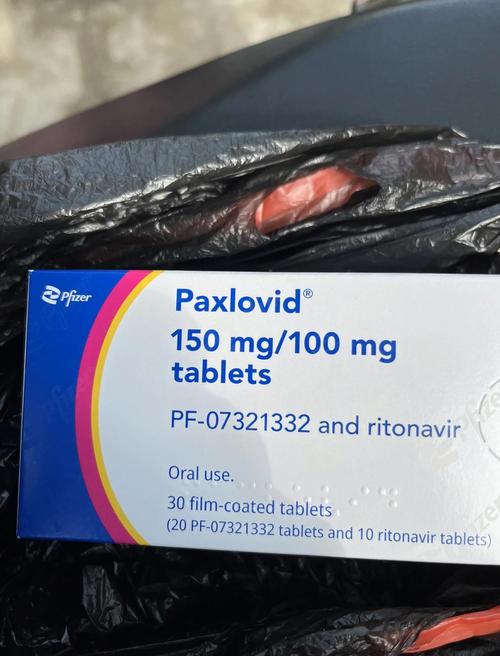 Pfizer
Paxlovid®
150 mg/100 mg
tablets
PF-07321332 and ritonavir
Oral use.
30 film-coated tablets
(20 PF-07321332 tablets and 10 ritonavir tablets)